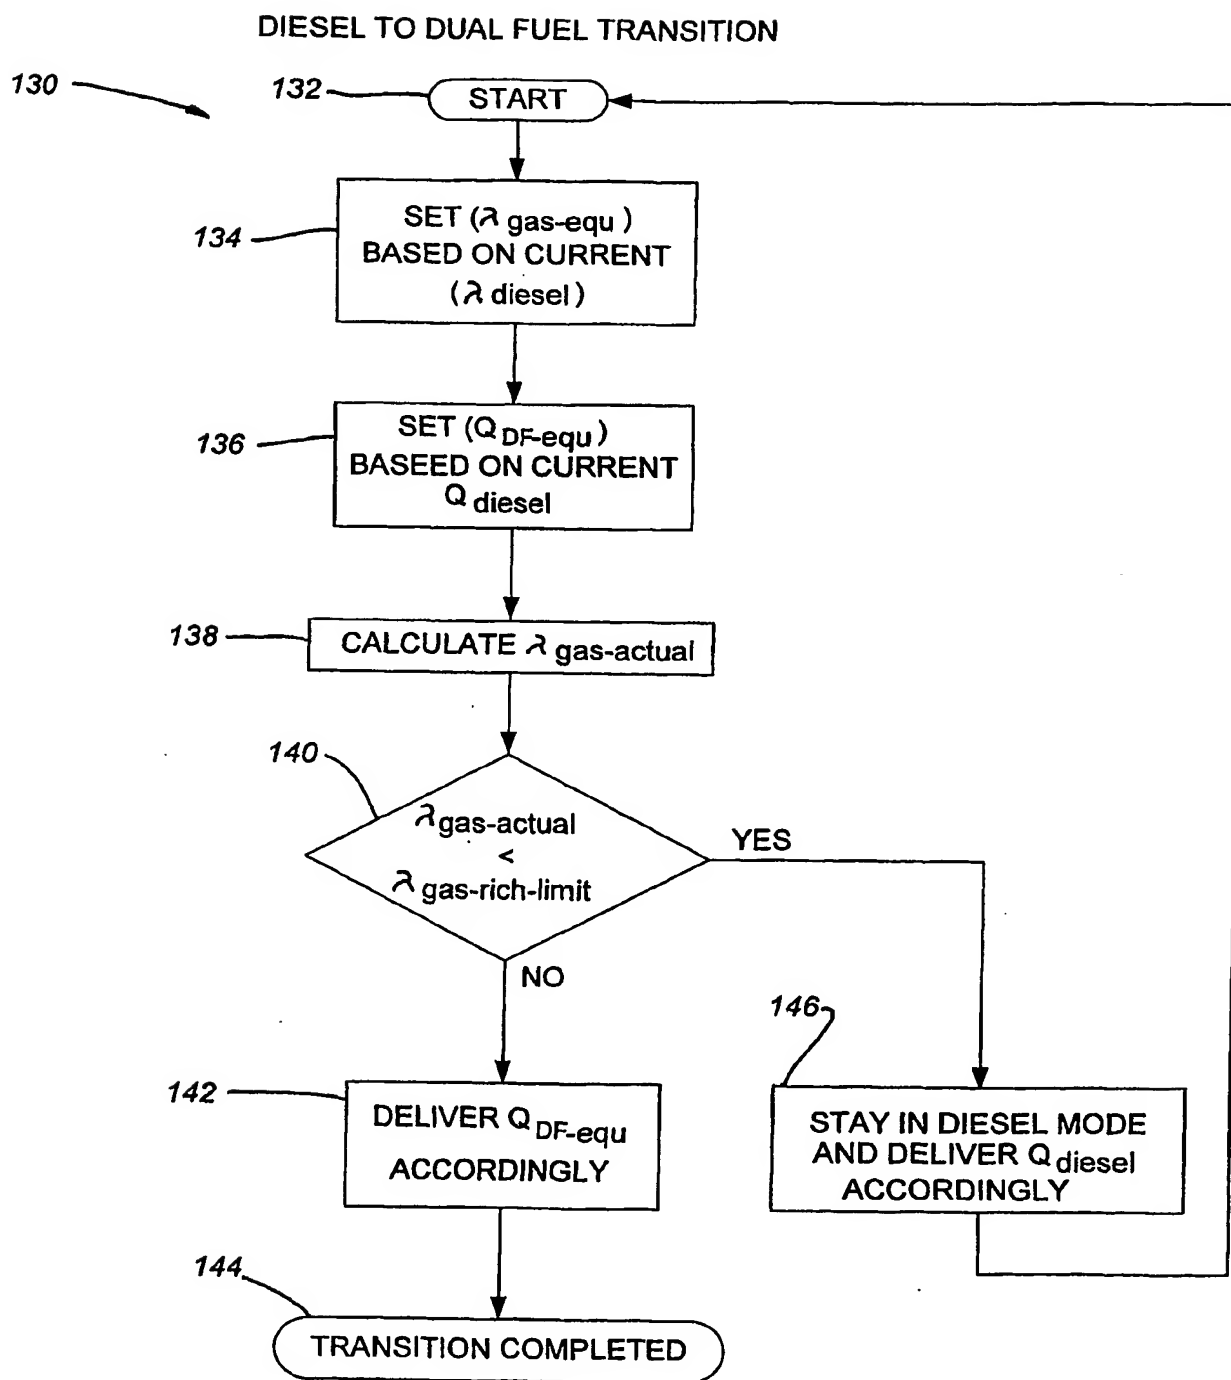 DIESEL TO DUAL FUEL TRANSITION
130
132
START
134
SET (λ gas-equ)
BASED ON CURRENT
(λ diesel)
136
SET (Q DF-equ)
BASEED ON CURRENT
Q diesel
138
CALCULATE λ gas-actual
140
λ gas-actual
<
λ gas-rich-limit
YES
NO
142
DELIVER Q DF-equ
ACCORDINGLY
146
STAY IN DIESEL MODE
AND DELIVER Q diesel
ACCORDINGLY
144
TRANSITION COMPLETED